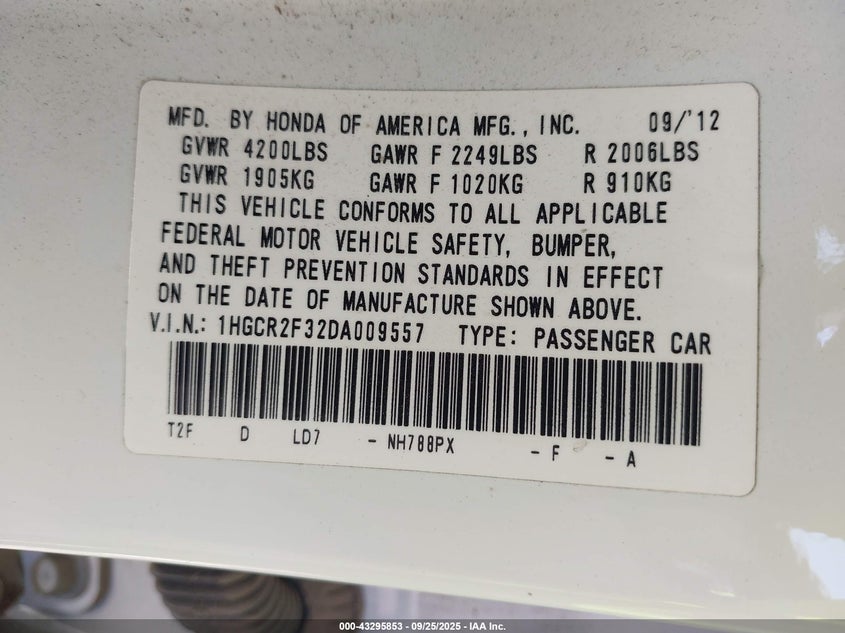 MFD. BY HONDA OF AMERICA MFG., INC. 09/'12
GVWR 4200LBS GAWR F 2249LBS R 2006LBS
GVWR 1905KG GAWR F 1020KG R 910KG
THIS VEHICLE CONFORMS TO ALL APPLICABLE
FEDERAL MOTOR VEHICLE SAFETY, BUMPER,
AND THEFT PREVENTION STANDARDS IN EFFECT
ON THE DATE OF MANUFACTURE SHOWN ABOVE.
V.I.N.: 1HGCR2F32DA009557 TYPE: PASSENGER CAR
T2F D LD7 - NH788PX - F - A
000-43295853 - 09/25/2025 - IAA Inc.